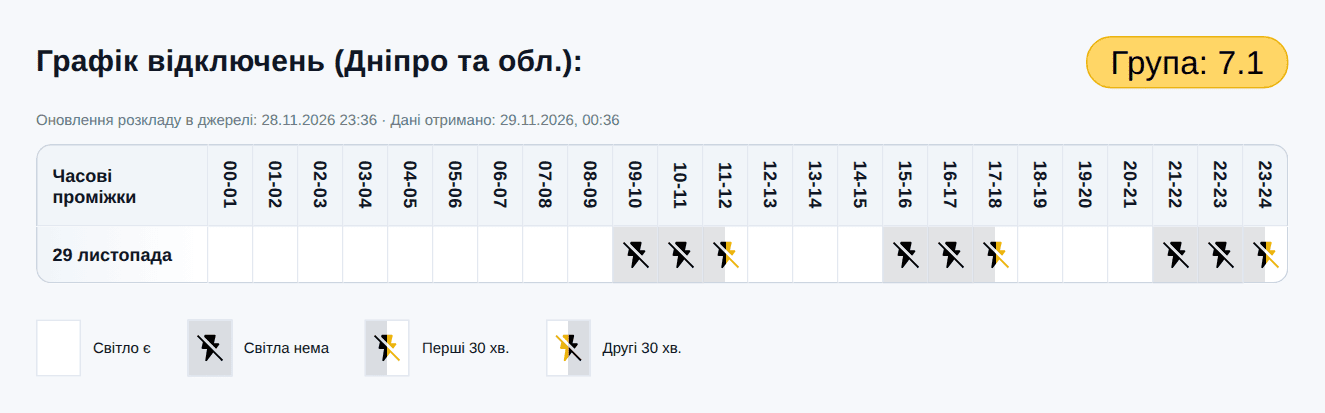 Графік відключень (Дніпро та обл.):
Група: 7.1
Оновлення розкладу в джерелі: 28.11.2026 23:36 · Дані отримано: 29.11.2026, 00:36
Часові
проміжки
00-01
01-02
02-03
03-04
04-05
05-06
06-07
07-08
08-09
09-10
10-11
11-12
12-13
13-14
14-15
15-16
16-17
17-18
18-19
19-20
20-21
21-22
22-23
23-24
29 листопада
Світло є
Світла нема
Перші 30 хв.
Другі 30 хв.